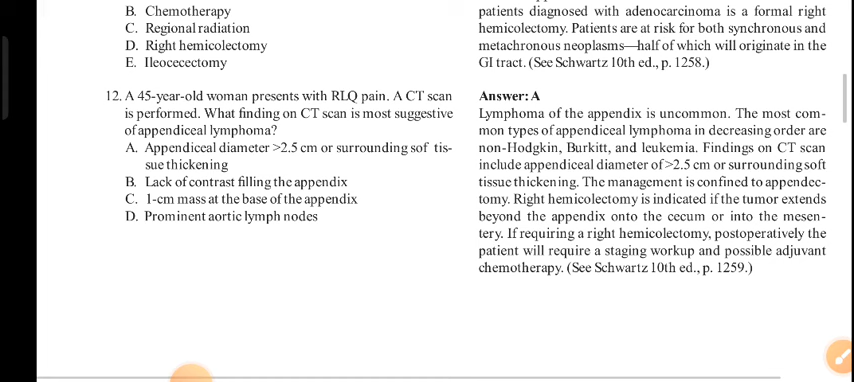 B. Chemotherapy
C. Regional radiation
D. Right hemicolectomy
E. Ileocecectomy
12. A 45-year-old woman presents with RLQ pain. A CT scan
is performed. What finding on CT scan is most suggestive
of appendiceal lymphoma?
A. Appendiceal diameter >2.5 cm or surrounding sof tis-
sue thickening
B. Lack of contrast filling the appendix
C. 1-cm mass at the base of the appendix
D. Prominent aortic lymph nodes
patients diagnosed with adenocarcinoma is a formal right
hemicolectomy. Patients are at risk for both synchronous and
metachronous neoplasms—half of which will originate in the
GI tract. (See Schwartz 10th ed., p. 1258.)
Answer: A
Lymphoma of the appendix is uncommon. The most com-
mon types of appendiceal lymphoma in decreasing order are
non-Hodgkin, Burkitt, and leukemia. Findings on CT scan
include appendiceal diameter of >2.5 cm or surrounding soft
tissue thickening. The management is confined to appendec-
tomy. Right hemicolectomy is indicated if the tumor extends
beyond the appendix onto the cecum or into the mesen-
tery. If requiring a right hemicolectomy, postoperatively the
patient will require a staging workup and possible adjuvant
chemotherapy. (See Schwartz 10th ed., p. 1259.)